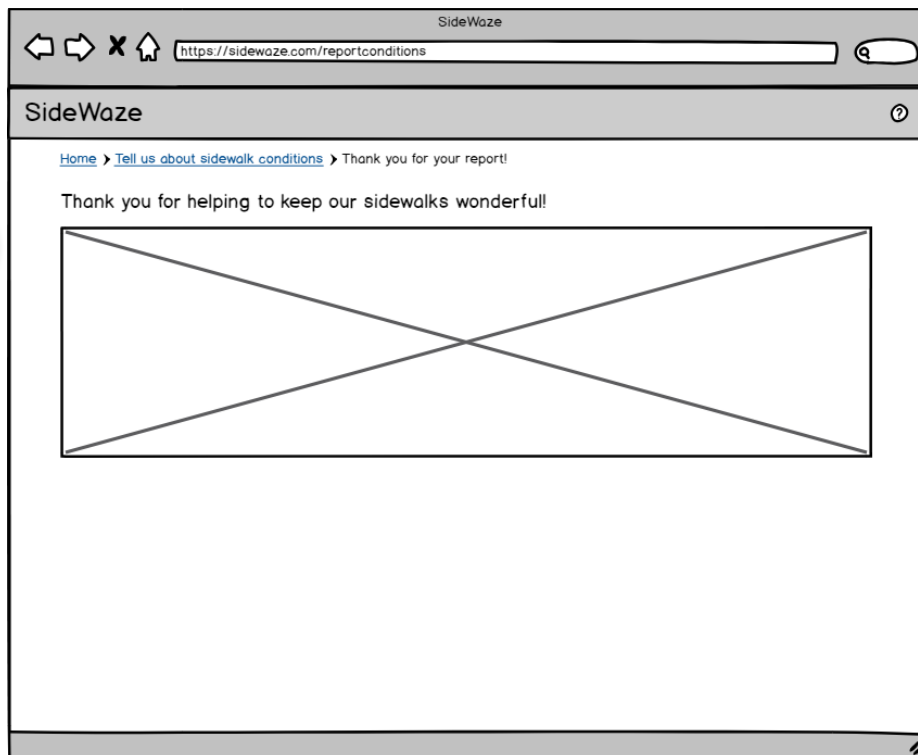 SideWaze
https://sidewaze.com/reportconditions
SideWaze
Home > Tell us about sidewalk conditions > Thank you for your report!
Thank you for helping to keep our sidewalks wonderful!